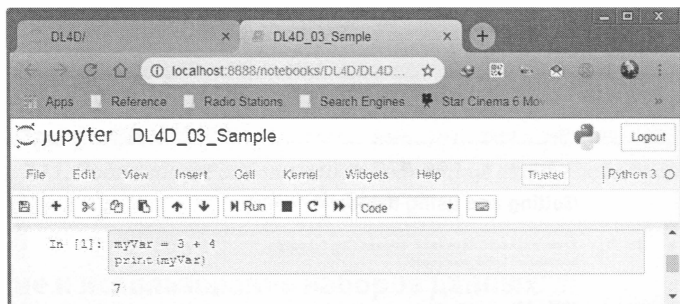 DL4D/ × DL4D_03_Sample × +
localhost:8888/notebooks/DL4D/DL4D...
Apps Reference Radio Stations Search Engines Star Cinema 6 Mo »
jupyter DL4D_03_Sample Logout
File Edit View Insert Cell Kernel Widgets Help Trusted Python 3
Run Code
In [1]: myVar = 3 + 4
print(myVar)
7